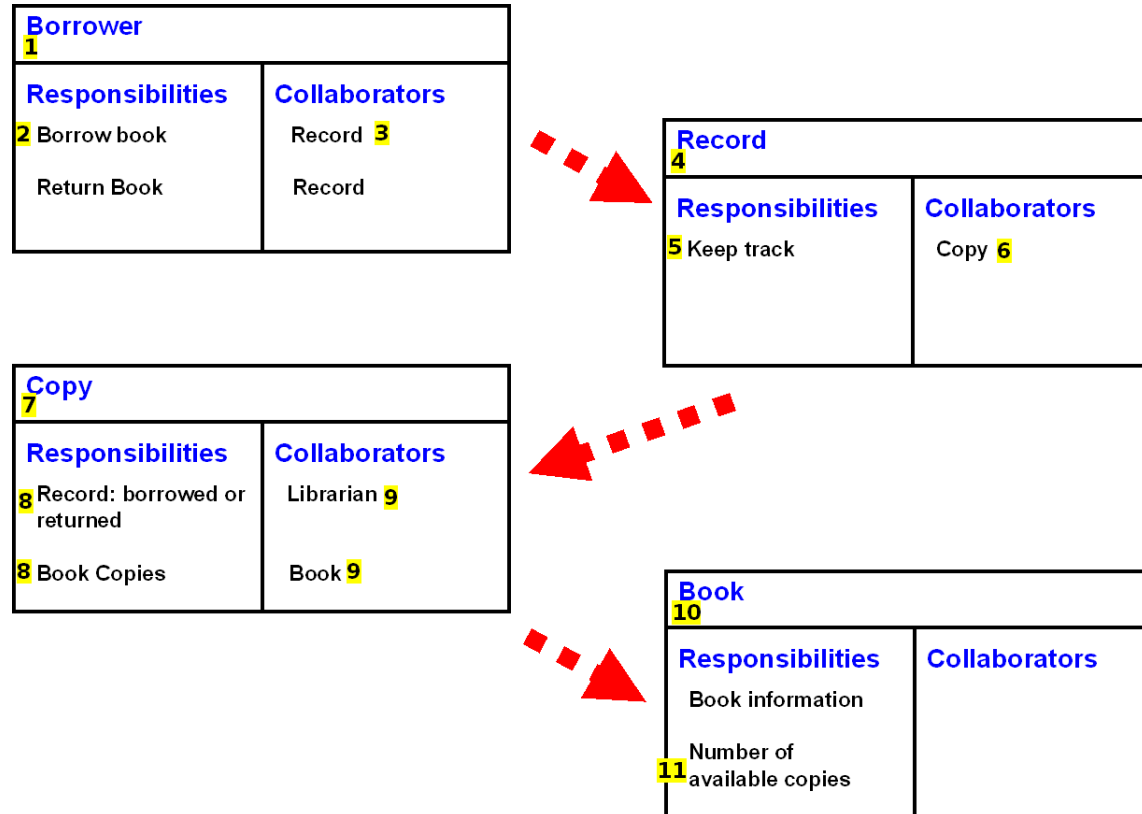 Borrower
1
Responsibilities Collaborators
2 Borrow book Record 3
Return Book Record
Record
4
Responsibilities Collaborators
5 Keep track Copy 6
Copy
7
Responsibilities Collaborators
8 Record: borrowed or Librarian 9
returned
8 Book Copies Book 9
Book
10
Responsibilities Collaborators
Book information
Number of
11 available copies